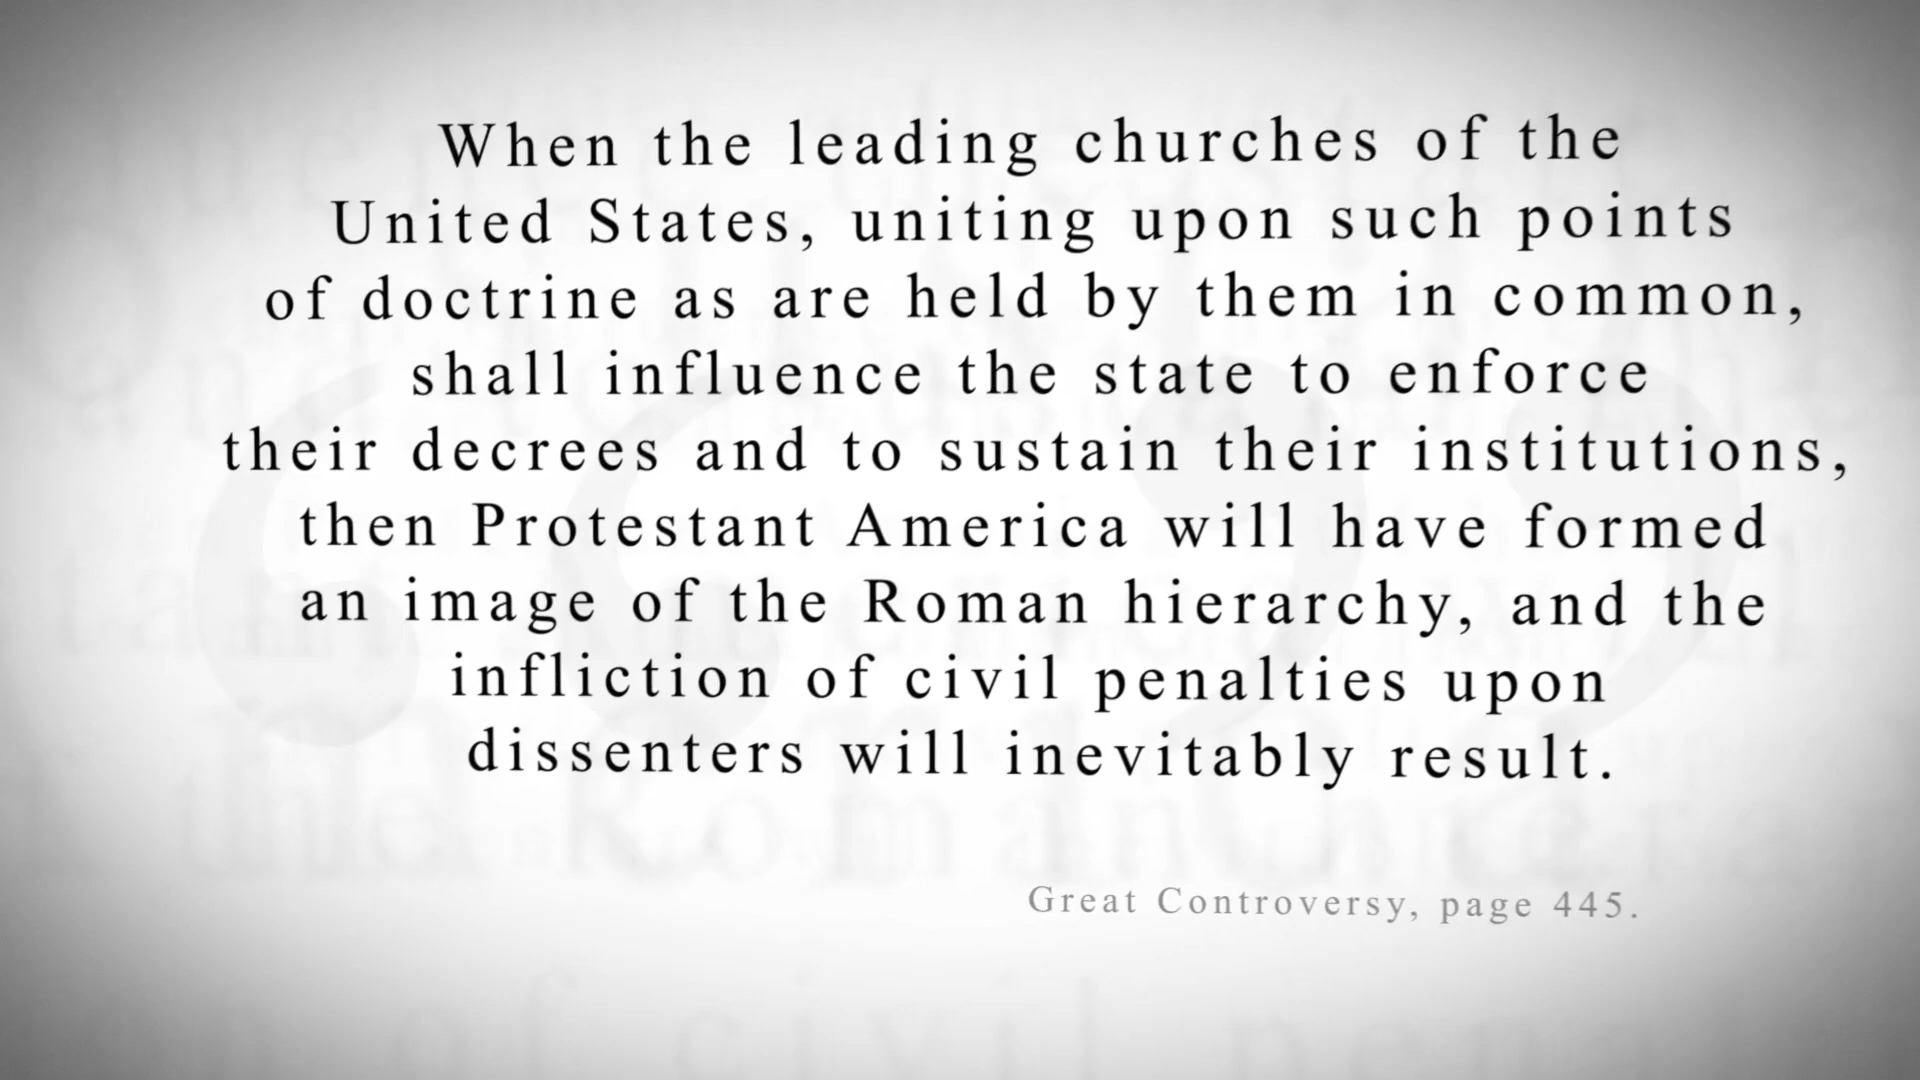 When the leading churches of the
United States, uniting upon such points
of doctrine as are held by them in common,
shall influence the state to enforce
their decrees and to sustain their institutions,
then Protestant America will have formed
an image of the Roman hierarchy, and the
infliction of civil penalties upon
dissenters will inevitably result.
Great Controversy, page 445.